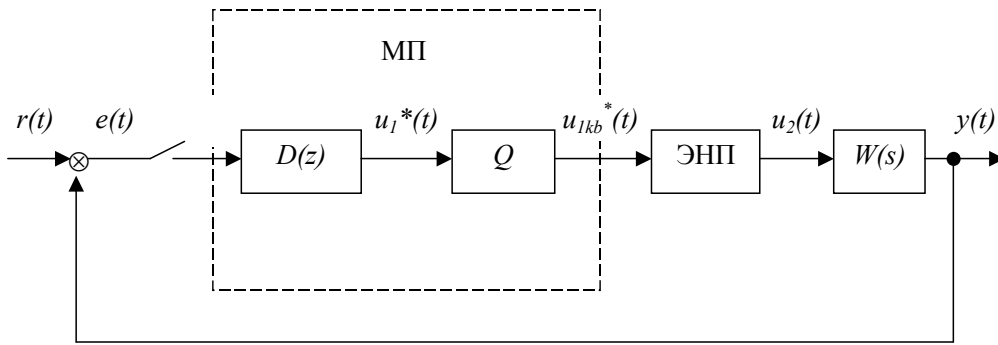 МП
r(t)
e(t)
u1*(t)
u1kb*(t)
u2(t)
y(t)
D(z)
Q
ЭНП
W(s)